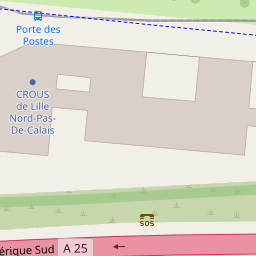 Porte des
Postes
CROUS
de Lille
Nord-Pas-
De-Calais
SOS
érique Sud
A 25